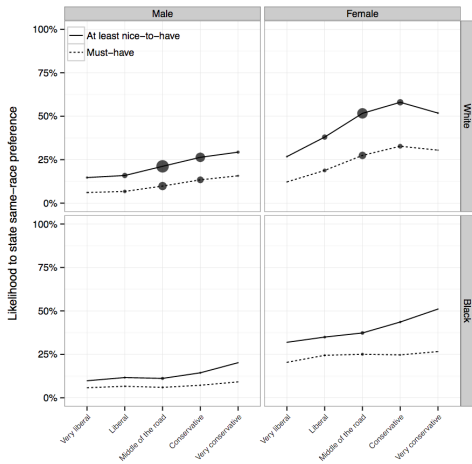 Male
Female
100%
75%
50%
25%
0%
At least nice-to-have
Must-have
White
100%
75%
50%
25%
0%
Black
Likelihood to state same-race preference
Very liberal
Liberal
Middle of the road
Conservative
Very conservative
Very liberal
Liberal
Middle of the road
Conservative
Very conservative